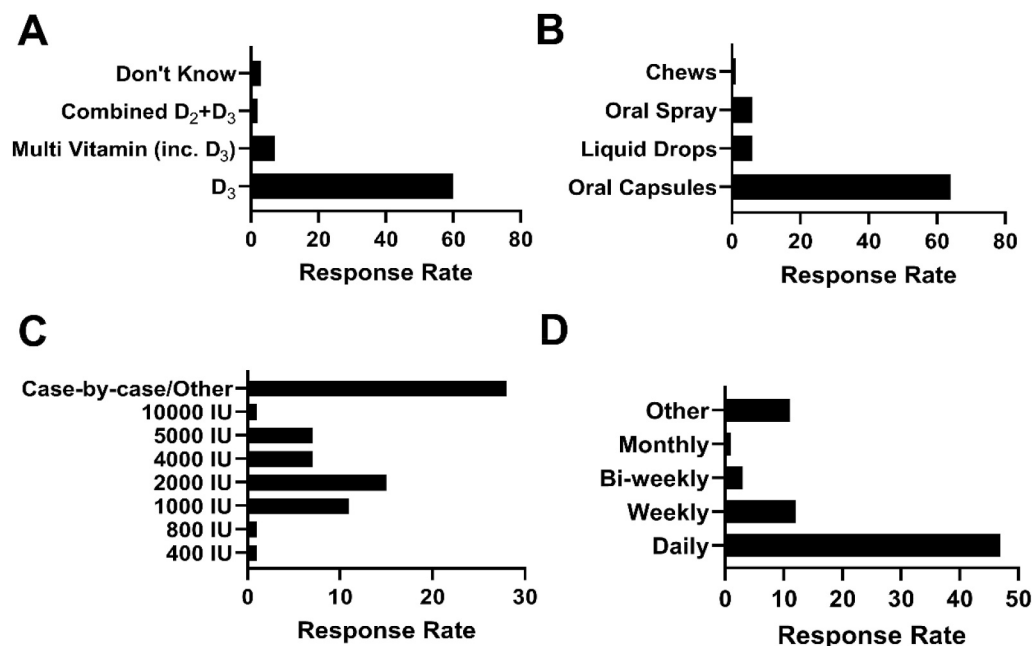 A
Don't Know
Combined D₂+D₃
Multi Vitamin (inc. D₃)
D₃
0 20 40 60 80
Response Rate
B
Chews
Oral Spray
Liquid Drops
Oral Capsules
0 20 40 60 80
Response Rate
C
Case-by-case/Other
10000 IU
5000 IU
4000 IU
2000 IU
1000 IU
800 IU
400 IU
0 10 20 30
Response Rate
D
Other
Monthly
Bi-weekly
Weekly
Daily
0 10 20 30 40 50
Response Rate